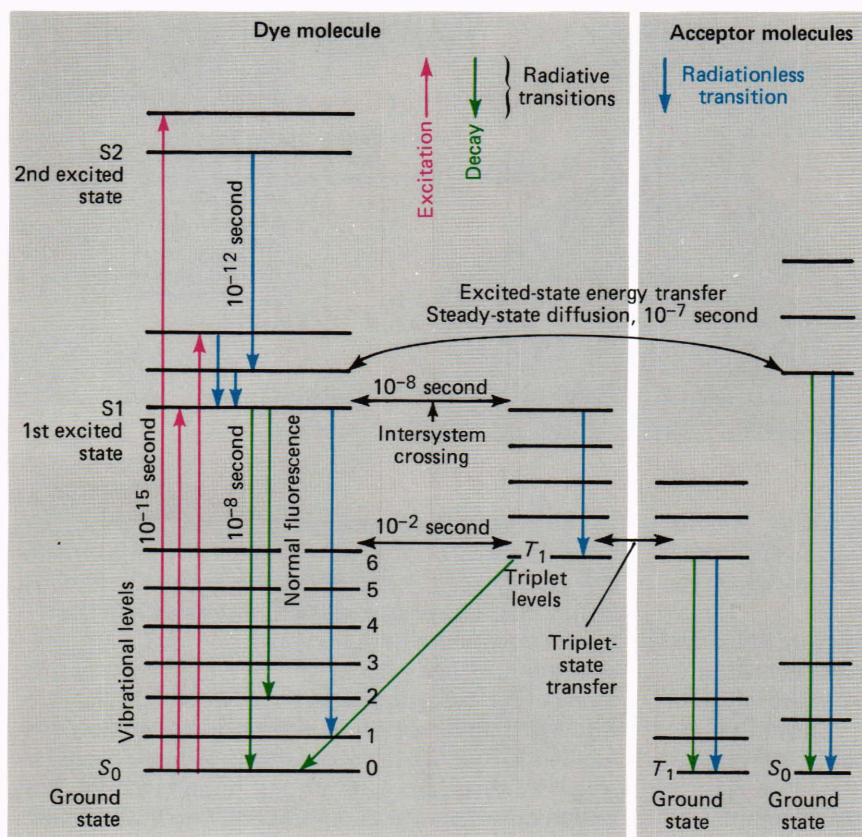 Dye molecule
Acceptor molecules
Excitation
Decay
Radiative
transitions
Radiationless
transition
S2
2nd excited
state
10⁻¹² second
Excited-state energy transfer
Steady-state diffusion, 10⁻⁷ second
S1
1st excited
state
10⁻⁸ second
Intersystem
crossing
10⁻¹⁵ second
10⁻⁸ second
Normal fluorescence
10⁻² second
Vibrational levels
6
5
4
3
2
1
0
T₁
Triplet
levels
Triplet-
state
transfer
S₀
Ground
state
T₁
Ground
state
S₀
Ground
state